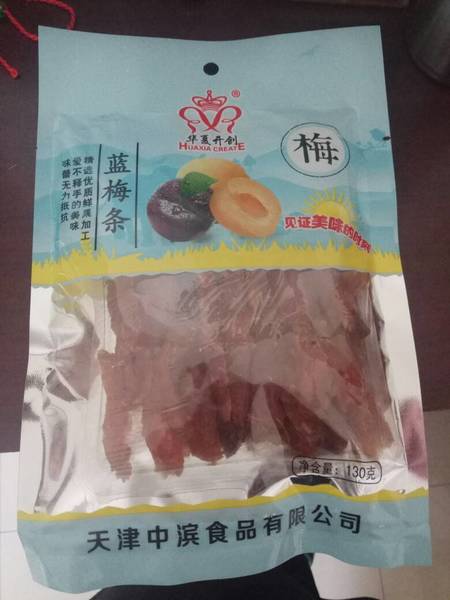 华夏开创®
HUAXIA CREATE
梅
蓝梅条
精选优质鲜果加工
爱不释手的美味
味蕾无力抵抗
见证美味的时刻
净含量：130克
天津中滨食品有限公司